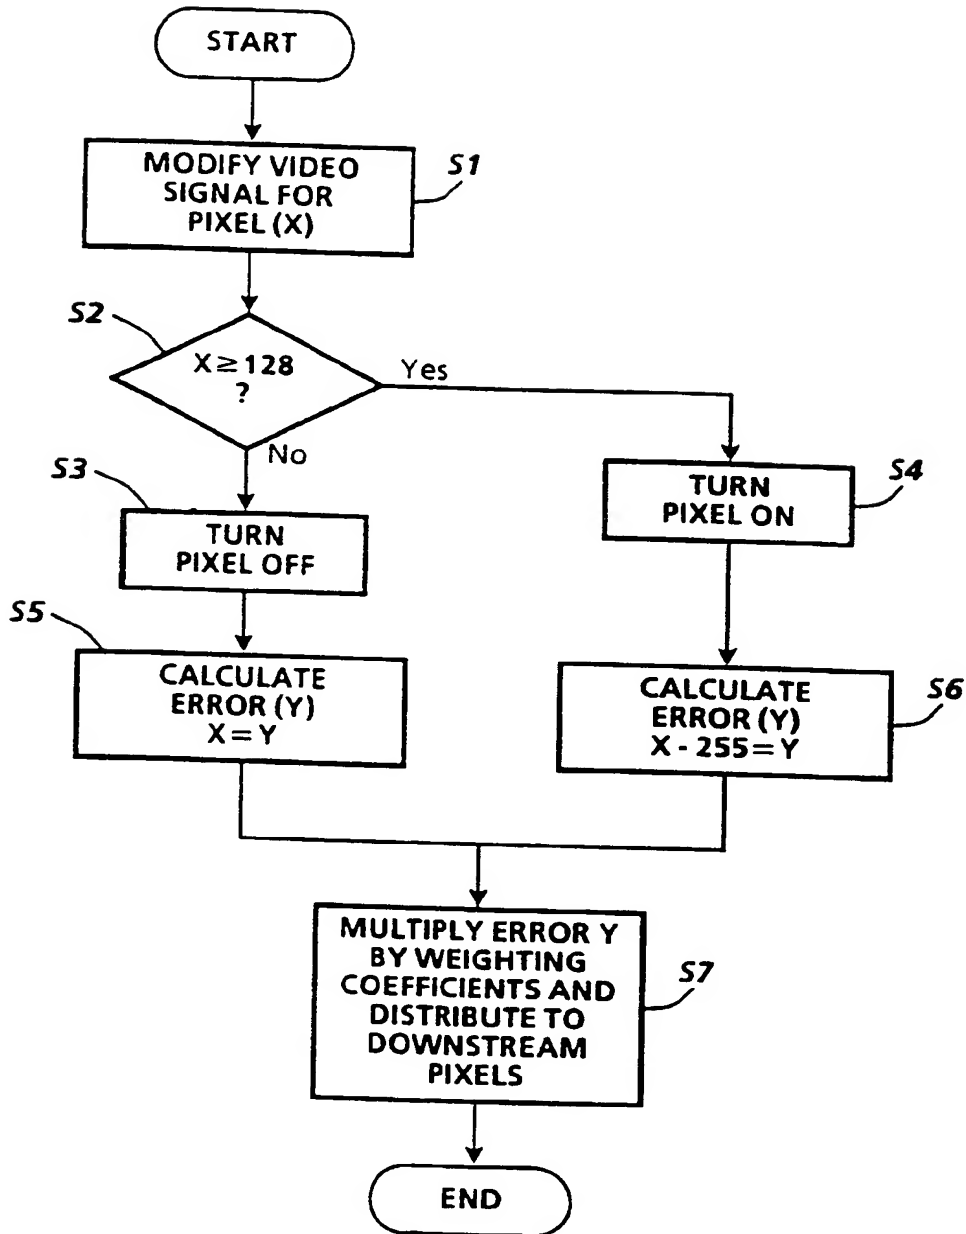 START
MODIFY VIDEO
SIGNAL FOR
PIXEL (X)
S1
S2
X ≥ 128
?
Yes
No
S3
TURN
PIXEL OFF
S4
TURN
PIXEL ON
S5
CALCULATE
ERROR (Y)
X = Y
CALCULATE
ERROR (Y)
X - 255 = Y
S6
MULTIPLY ERROR Y
BY WEIGHTING
COEFFICIENTS AND
DISTRIBUTE TO
DOWNSTREAM
PIXELS
S7
END